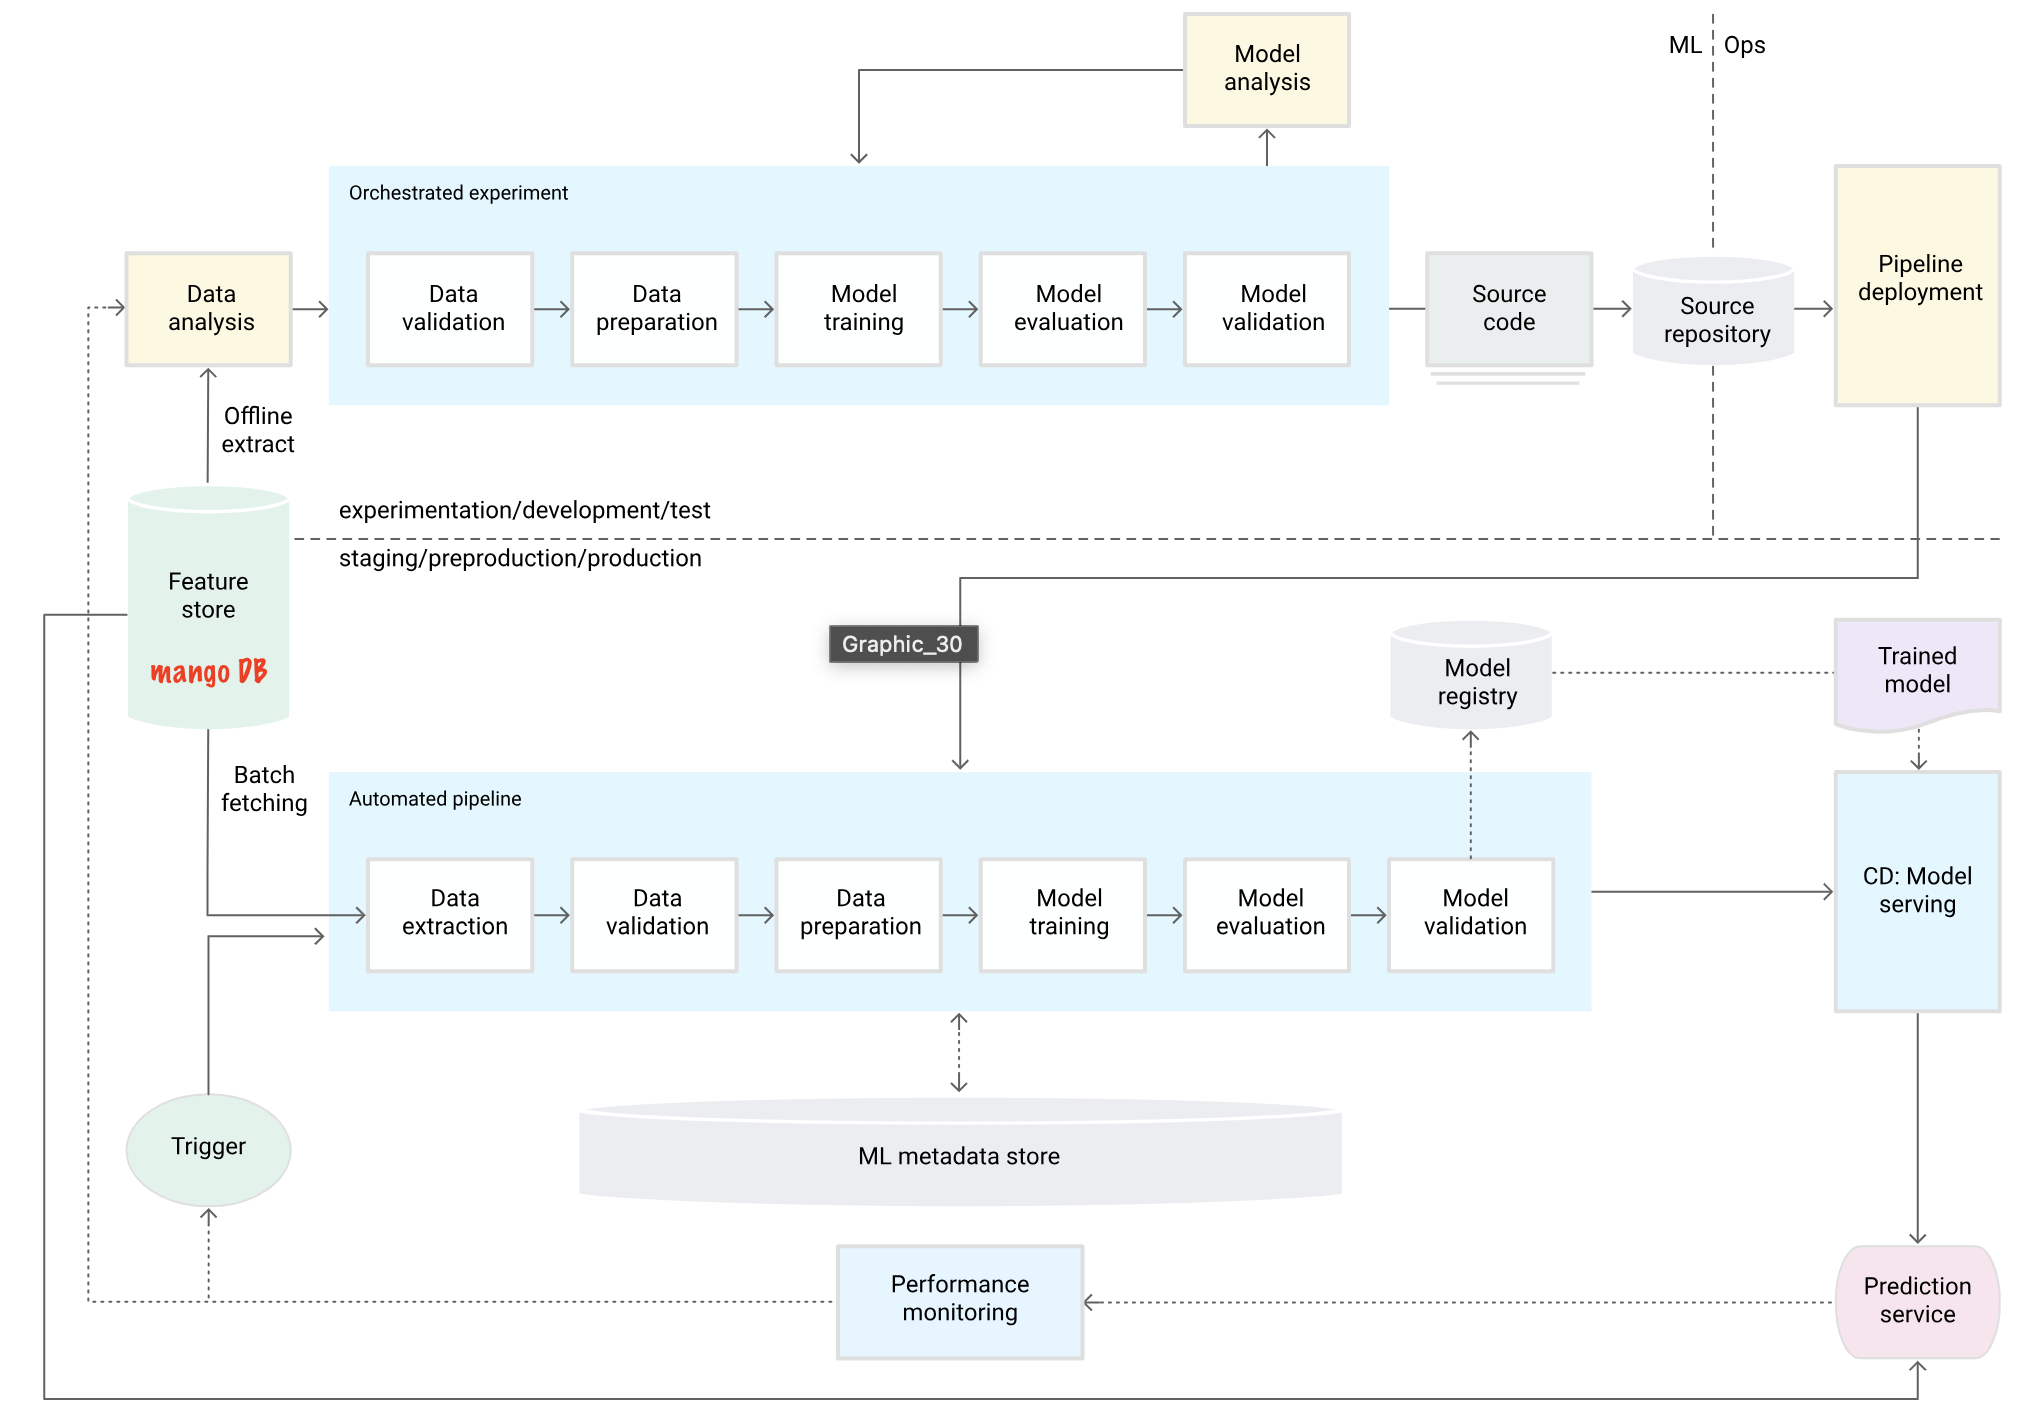 Model
analysis
ML
Ops
Orchestrated experiment
Data
analysis
Data
validation
Data
preparation
Model
training
Model
evaluation
Model
validation
Source
code
Source
repository
Pipeline
deployment
Offline
extract
experimentation/development/test
staging/preproduction/production
Feature
store
mango DB
Graphic_30
Model
registry
Trained
model
Batch
fetching
Automated pipeline
Data
extraction
Data
validation
Data
preparation
Model
training
Model
evaluation
Model
validation
CD: Model
serving
Trigger
ML metadata store
Performance
monitoring
Prediction
service